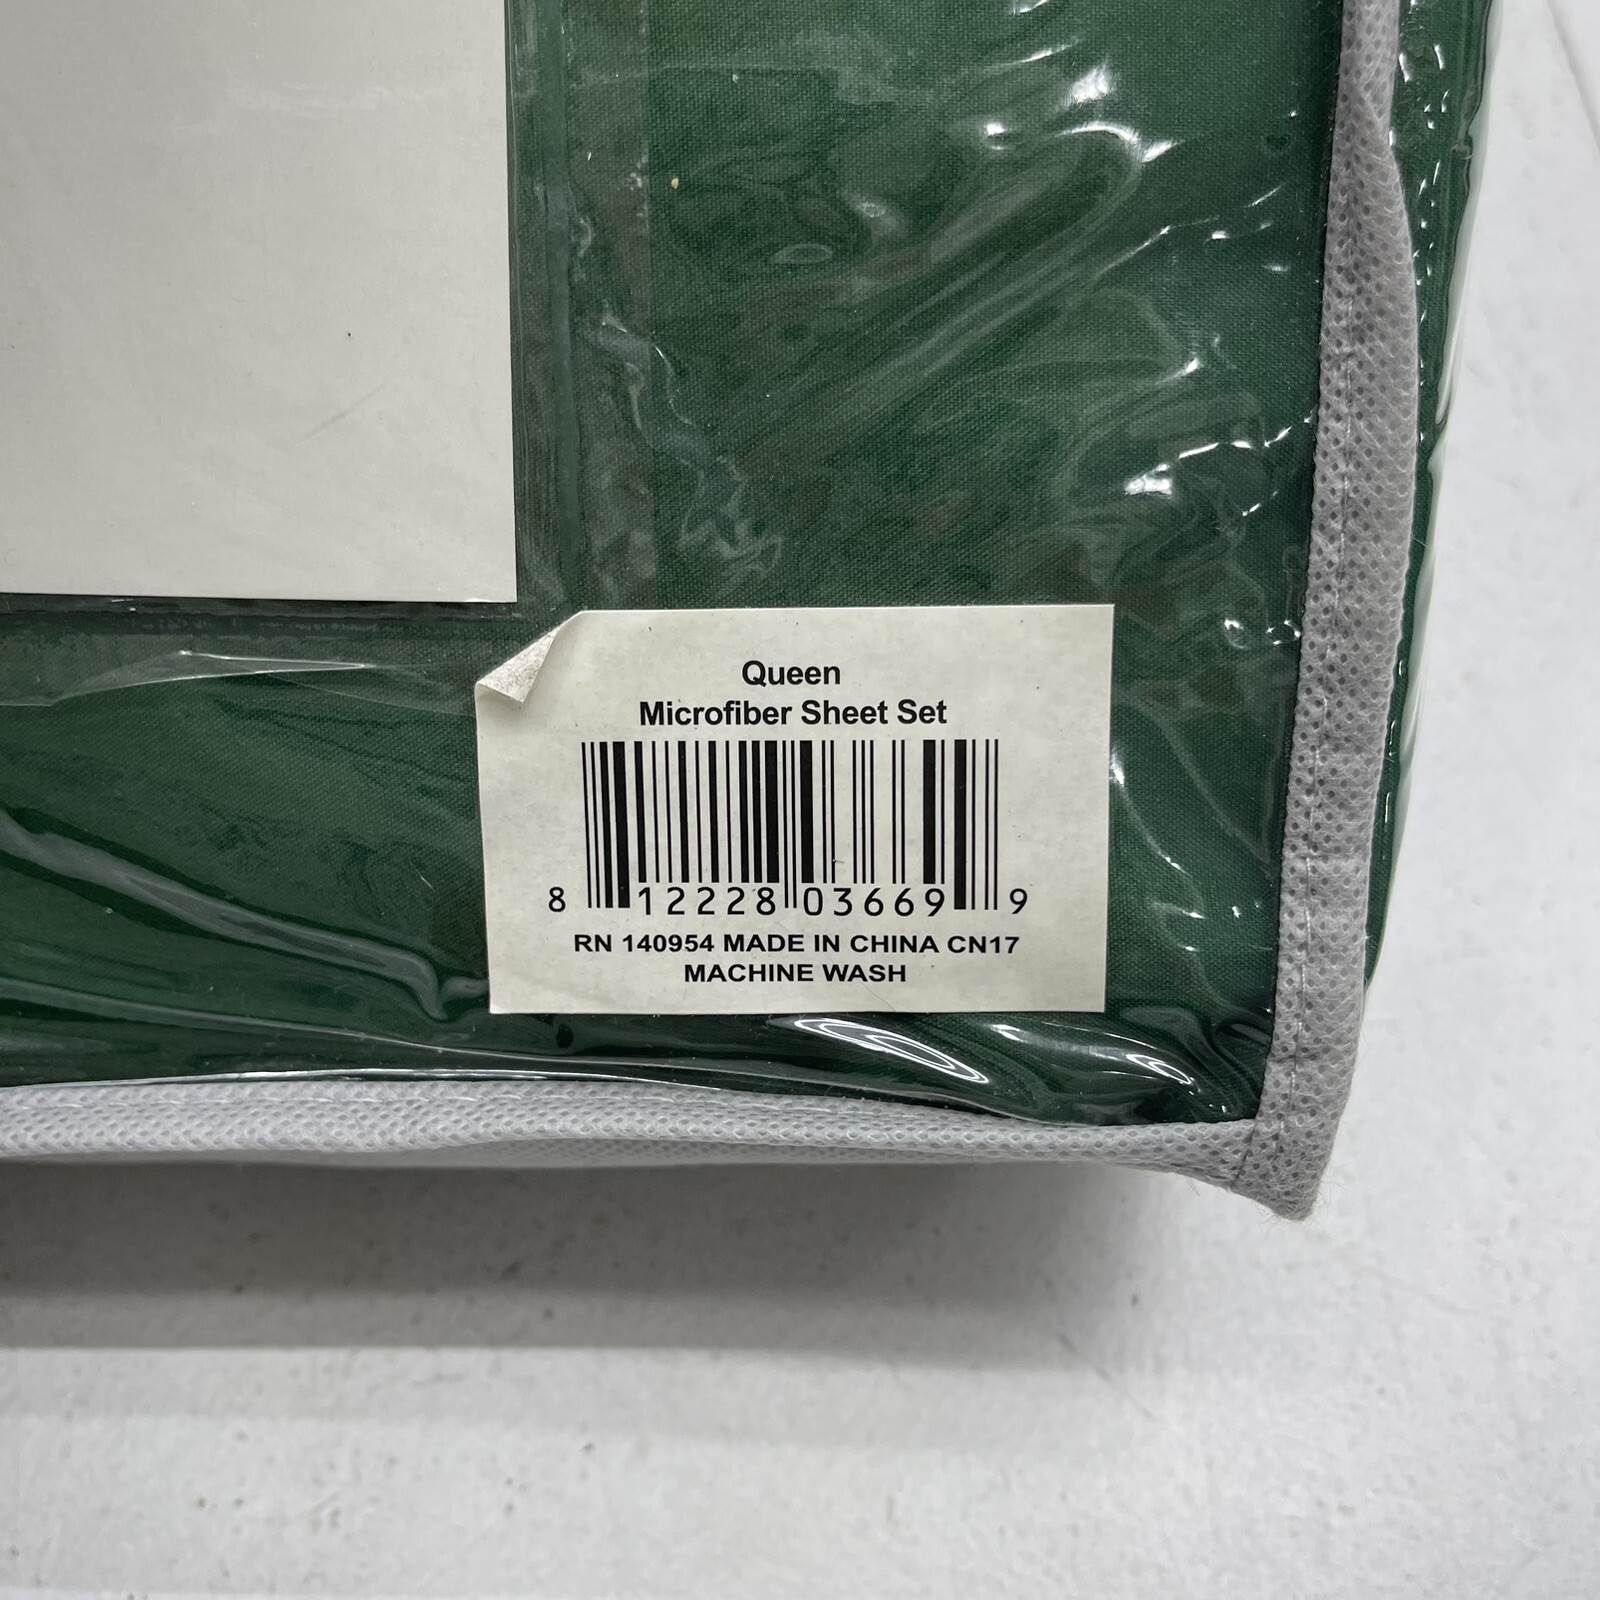 Queen
Microfiber Sheet Set
8 12228 03669 9
RN 140954 MADE IN CHINA CN17
MACHINE WASH